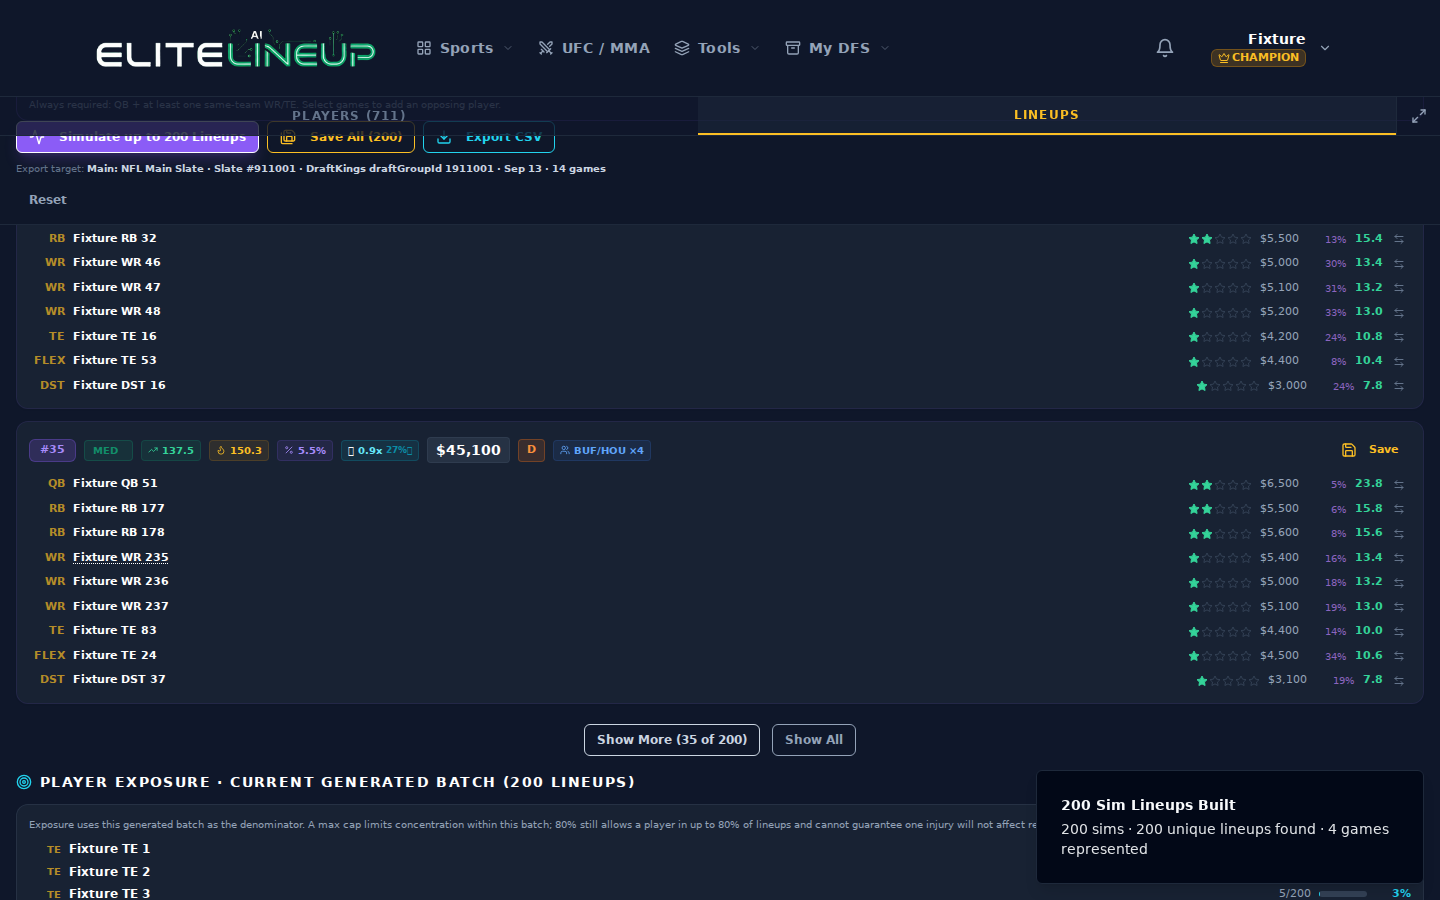 AI
ELITELINEUP
Sports
UFC / MMA
Tools
My DFS
Fixture
CHAMPION
Always required: QB + at least one same-team WR/TE. Select games to add an opposing player.
PLAYERS (711)
LINEUPS
Simulate up to 200 Lineups
Save All (200)
Export CSV
Export target: Main: NFL Main Slate · Slate #911001 · DraftKings draftGroupId 1911001 · Sep 13 · 14 games
Reset
RB Fixture RB 32 $5,500 13% 15.4
WR Fixture WR 46 $5,000 30% 13.4
WR Fixture WR 47 $5,100 31% 13.2
WR Fixture WR 48 $5,200 33% 13.0
TE Fixture TE 16 $4,200 24% 10.8
FLEX Fixture TE 53 $4,400 8% 10.4
DST Fixture DST 16 $3,000 24% 7.8
#35 MED 137.5 150.3 5.5% 0.9x 27% $45,100 D BUF/HOU ×4 Save
QB Fixture QB 51 $6,500 5% 23.8
RB Fixture RB 177 $5,500 6% 15.8
RB Fixture RB 178 $5,600 8% 15.6
WR Fixture WR 235 $5,400 16% 13.4
WR Fixture WR 236 $5,000 18% 13.2
WR Fixture WR 237 $5,100 19% 13.0
TE Fixture TE 83 $4,400 14% 10.0
FLEX Fixture TE 24 $4,500 34% 10.6
DST Fixture DST 37 $3,100 19% 7.8
Show More (35 of 200)
Show All
PLAYER EXPOSURE · CURRENT GENERATED BATCH (200 LINEUPS)
Exposure uses this generated batch as the denominator. A max cap limits concentration within this batch; 80% still allows a player in up to 80% of lineups and cannot guarantee one injury will not affect
TE Fixture TE 1
TE Fixture TE 2
TE Fixture TE 3 5/200 3%
200 Sim Lineups Built
200 sims · 200 unique lineups found · 4 games
represented